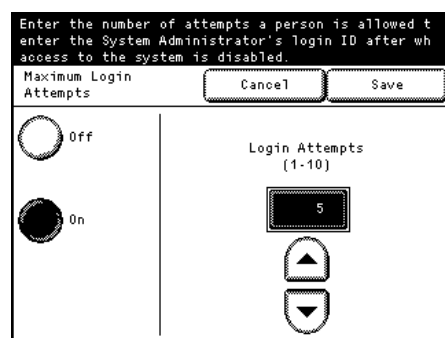 Enter the number of attempts a person is allowed t
enter the System Administrator's login ID after wh
access to the system is disabled.
Maximum Login
Attempts
Cancel
Save
Off
On
Login Attempts
(1-10)
5